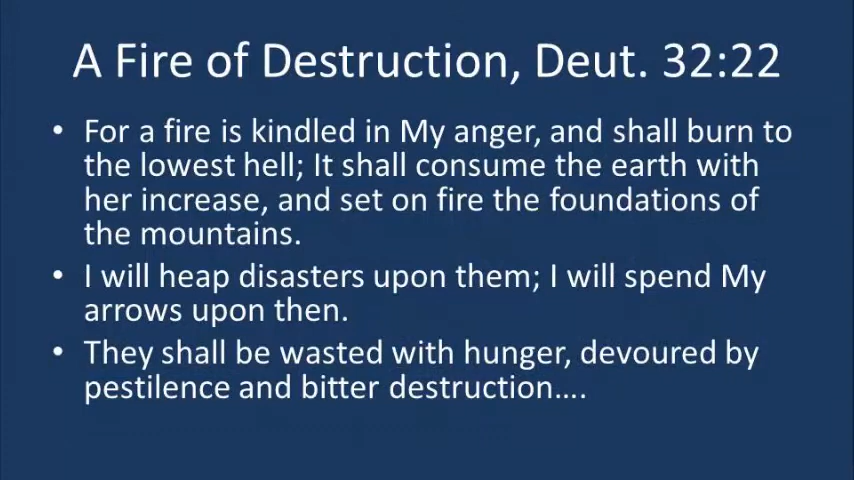 A Fire of Destruction, Deut. 32:22
• For a fire is kindled in My anger, and shall burn to
the lowest hell; It shall consume the earth with
her increase, and set on fire the foundations of
the mountains.
• I will heap disasters upon them; I will spend My
arrows upon then.
• They shall be wasted with hunger, devoured by
pestilence and bitter destruction….